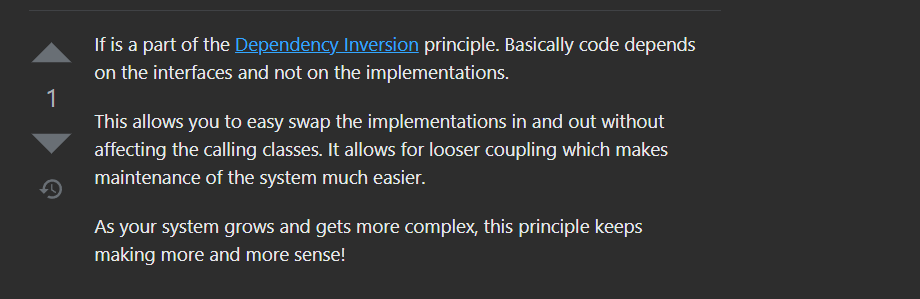 If is a part of the Dependency Inversion principle. Basically code depends
on the interfaces and not on the implementations.
1
This allows you to easy swap the implementations in and out without
affecting the calling classes. It allows for looser coupling which makes
maintenance of the system much easier.
As your system grows and gets more complex, this principle keeps
making more and more sense!